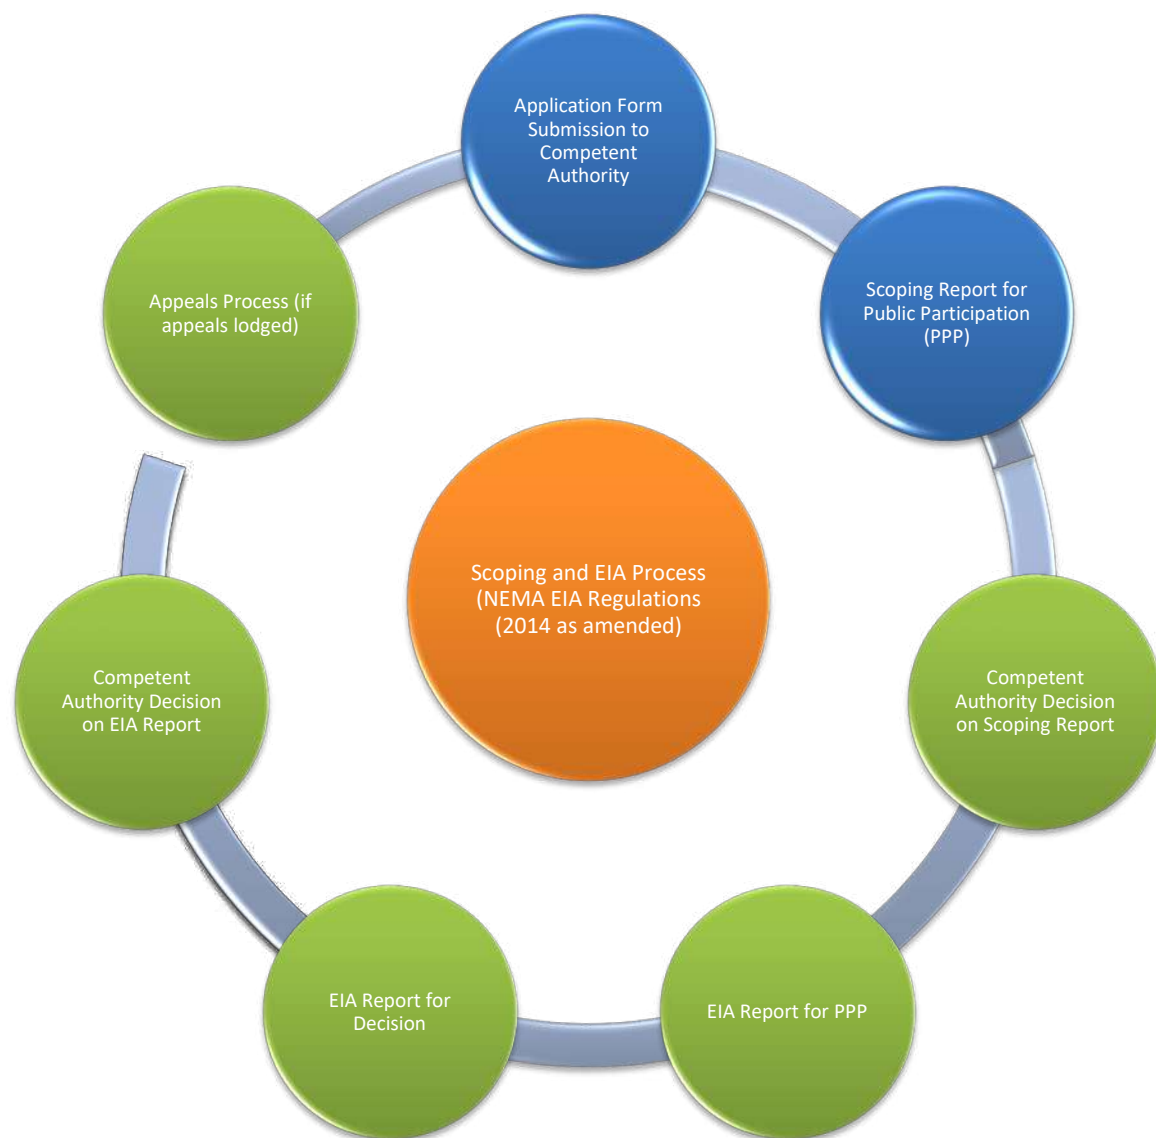 Application Form
Submission to
Competent
Authority
Scoping Report for
Public Participation
(PPP)
Competent
Authority Decision
on Scoping Report
EIA Report for PPP
EIA Report for
Decision
Competent
Authority Decision
on EIA Report
Appeals Process (if
appeals lodged)
Scoping and EIA Process
(NEMA EIA Regulations
(2014 as amended)